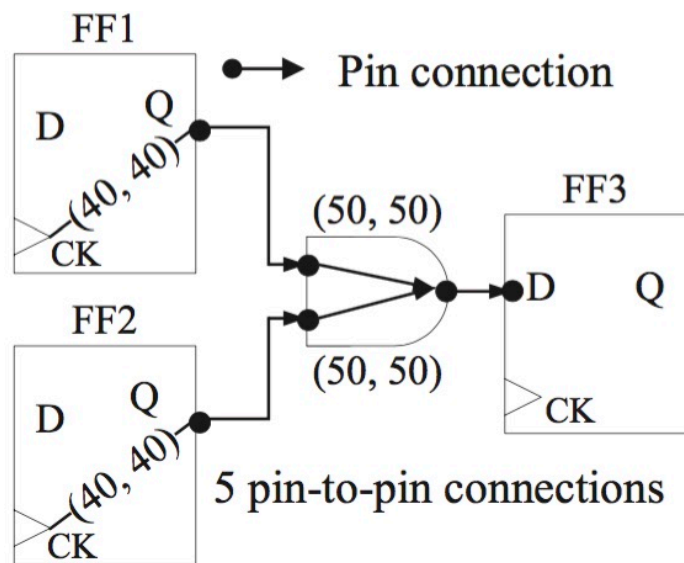 FF1
Pin connection
D
Q
(40, 40)
CK
(50, 50)
FF3
D
Q
CK
FF2
(50, 50)
D
Q
(40, 40)
CK
5 pin-to-pin connections